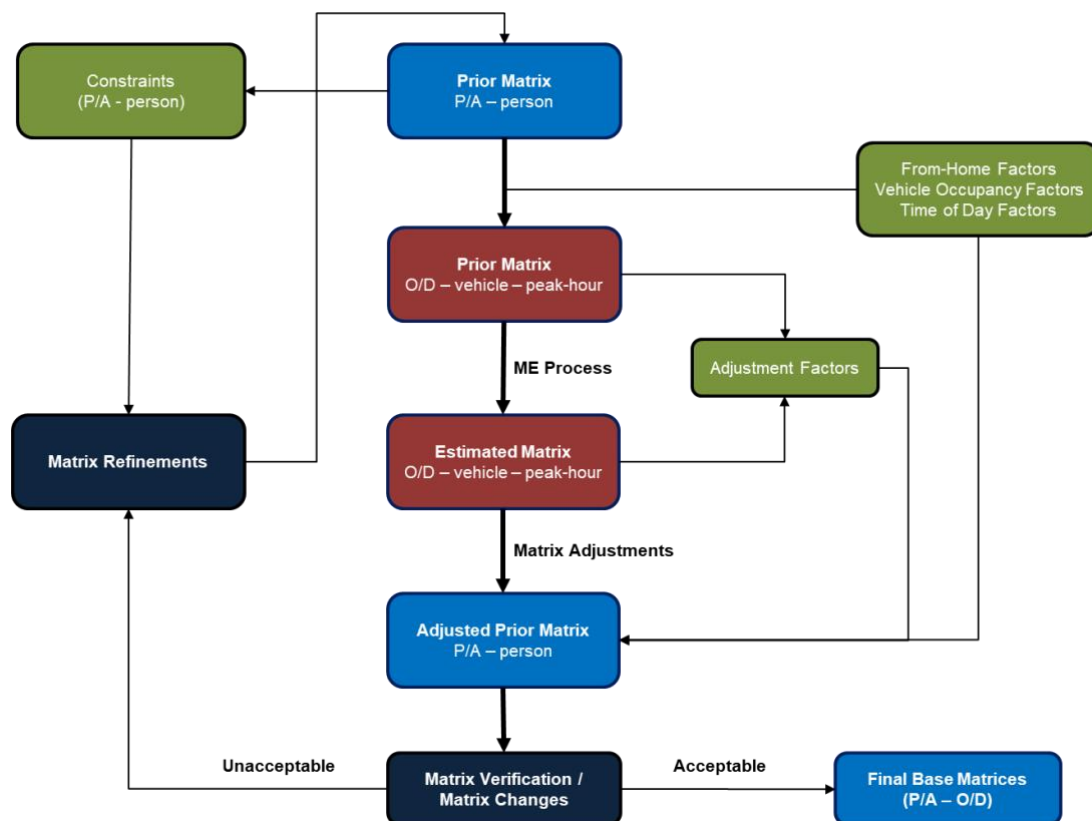 Constraints
(P/A - person)
Prior Matrix
P/A – person
From-Home Factors
Vehicle Occupancy Factors
Time of Day Factors
Prior Matrix
O/D – vehicle – peak-hour
ME Process
Adjustment Factors
Matrix Refinements
Estimated Matrix
O/D – vehicle – peak-hour
Matrix Adjustments
Adjusted Prior Matrix
P/A – person
Unacceptable
Matrix Verification /
Matrix Changes
Acceptable
Final Base Matrices
(P/A – O/D)